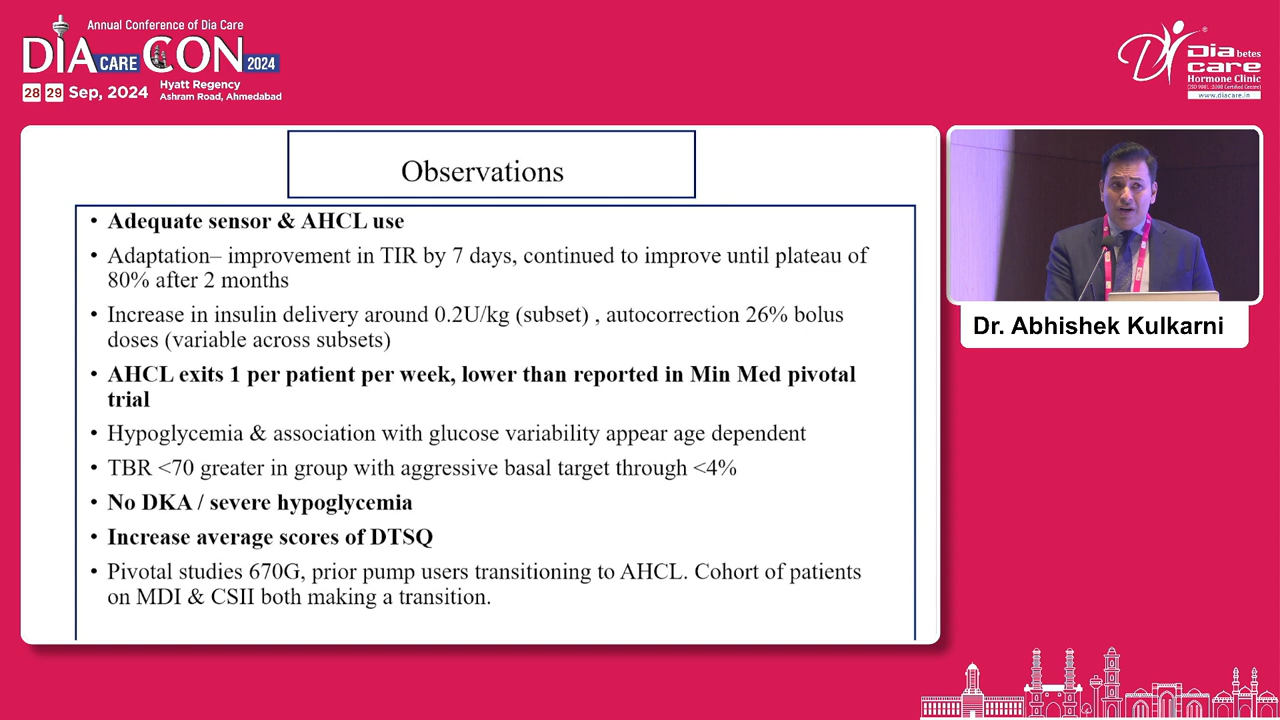 Annual Conference of Dia Care
DIA CARE CON 2024
28 29 Sep, 2024
Hyatt Regency
Ashram Road, Ahmedabad
Diabetes
care
Hormone Clinic
(ISO 9001:2008 Certified Centre)
www.diacare.in
Observations
• Adequate sensor & AHCL use
• Adaptation– improvement in TIR by 7 days, continued to improve until plateau of
80% after 2 months
• Increase in insulin delivery around 0.2U/kg (subset) , autocorrection 26% bolus
doses (variable across subsets)
• AHCL exits 1 per patient per week, lower than reported in Min Med pivotal
trial
• Hypoglycemia & association with glucose variability appear age dependent
• TBR <70 greater in group with aggressive basal target through <4%
• No DKA / severe hypoglycemia
• Increase average scores of DTSQ
• Pivotal studies 670G, prior pump users transitioning to AHCL. Cohort of patients
on MDI & CSII both making a transition.
Dr. Abhishek Kulkarni